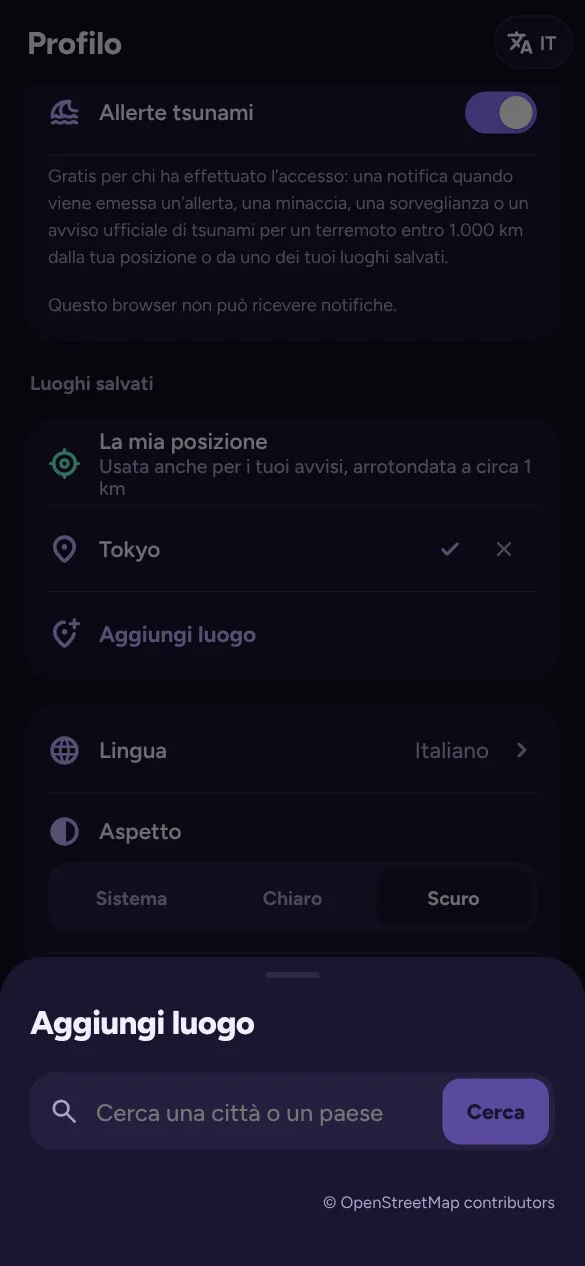 Profilo
IT
Allerte tsunami
Gratis per chi ha effettuato l’accesso: una notifica quando
viene emessa un’allerta, una minaccia, una sorveglianza o un
avviso ufficiale di tsunami per un terremoto entro 1.000 km
dalla tua posizione o da uno dei tuoi luoghi salvati.
Questo browser non può ricevere notifiche.
Luoghi salvati
La mia posizione
Usata anche per i tuoi avvisi, arrotondata a circa 1
km
Tokyo
Aggiungi luogo
Lingua
Italiano
Aspetto
Sistema
Chiaro
Scuro
Aggiungi luogo
Cerca una città o un paese
Cerca
© OpenStreetMap contributors